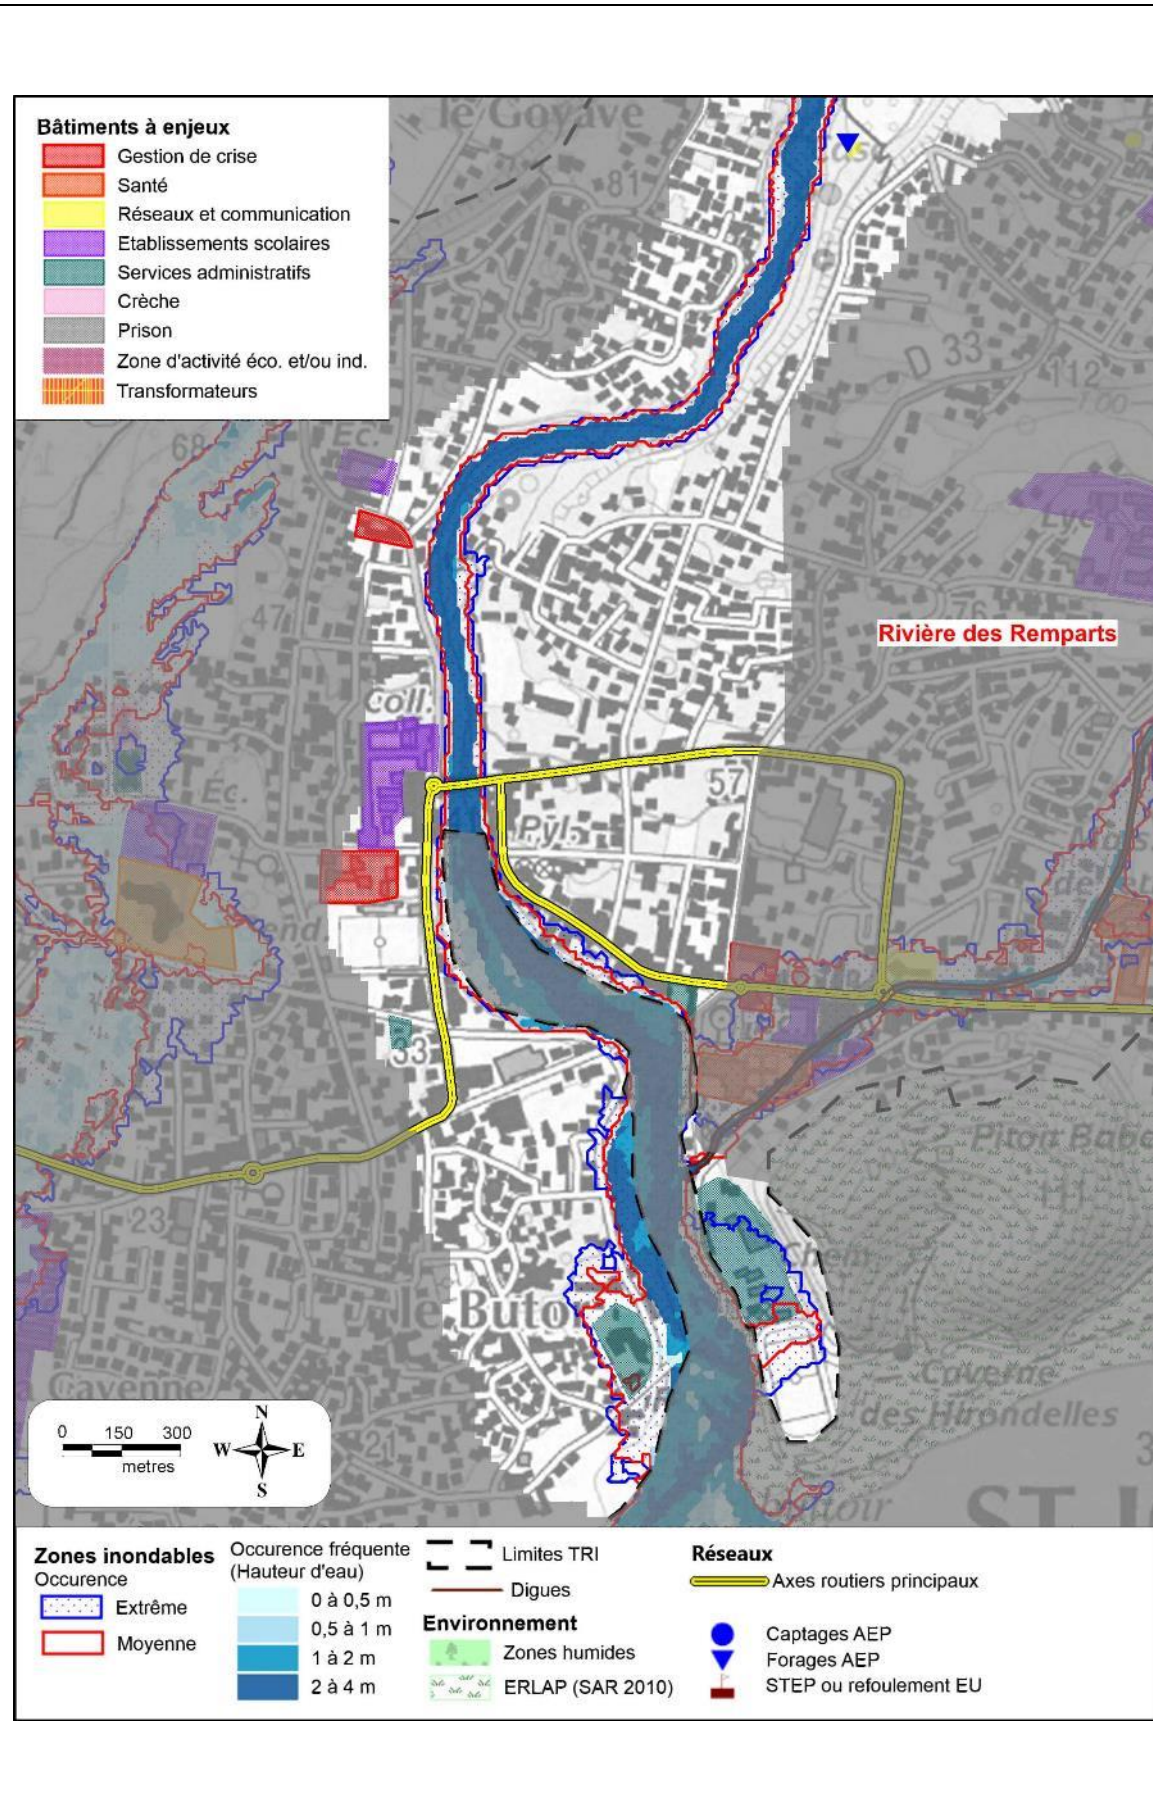 Bâtiments à enjeux
Gestion de crise
Santé
Réseaux et communication
Etablissements scolaires
Services administratifs
Crèche
Prison
Zone d'activité éco. et/ou ind.
Transformateurs
le Goyave
81
D 33
112
68
Ec.
47
76
Rivière des Remparts
Coll.
57
Ec.
Pyl.
33
Piton Babe
23
le Buto
Caverne
des Hirondelles
21
ST-J
0 150 300
metres
N
W E
S
Zones inondables
Occurence
Extrême
Moyenne
Occurence fréquente
(Hauteur d'eau)
0 à 0,5 m
0,5 à 1 m
1 à 2 m
2 à 4 m
Limites TRI
Digues
Environnement
Zones humides
ERLAP (SAR 2010)
Réseaux
Axes routiers principaux
Captages AEP
Forages AEP
STEP ou refoulement EU